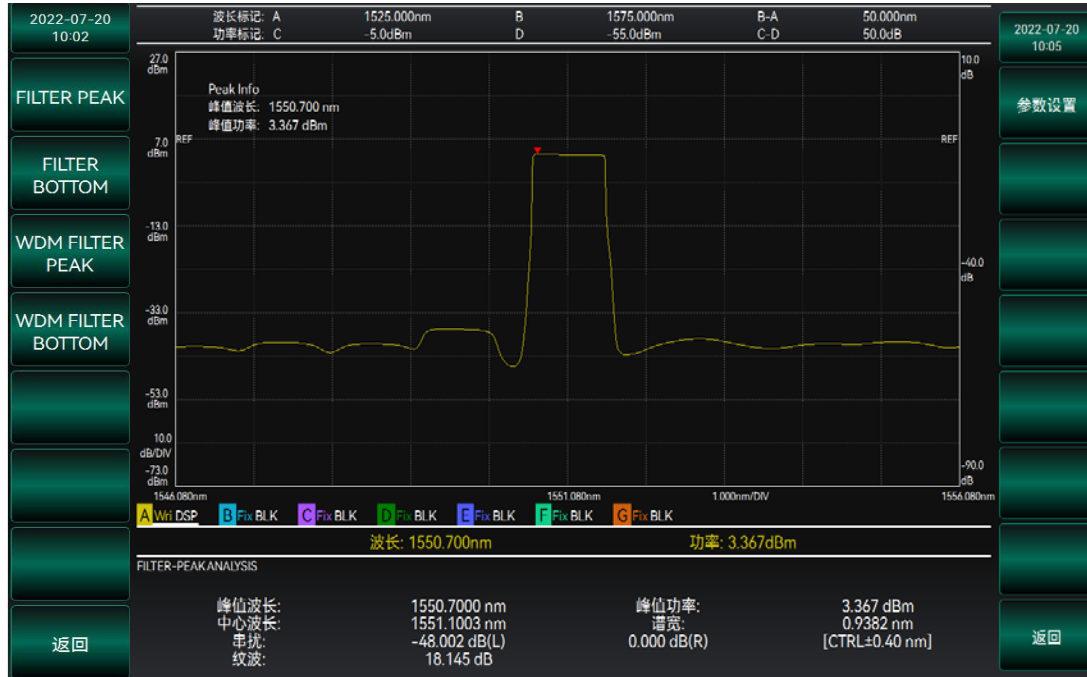 2022-07-20
10:02
FILTER PEAK
FILTER
BOTTOM
WDM FILTER
PEAK
WDM FILTER
BOTTOM
返回
波长标记: A 1525.000nm B 1575.000nm B-A 50.000nm
功率标记: C -5.0dBm D -55.0dBm C-D 50.0dB
27.0
dBm
10.0
dB
Peak Info
峰值波长: 1550.700 nm
峰值功率: 3.367 dBm
7.0
dBm
REF
REF
-13.0
dBm
-40.0
dB
-33.0
dBm
-53.0
dBm
10.0
dB/DIV
-73.0
dBm
-90.0
dB
1546.080nm 1551.080nm 1.000nm/DIV 1556.080nm
A Wri DSP B Fix BLK C Fix BLK D Fix BLK E Fix BLK F Fix BLK G Fix BLK
波长: 1550.700nm 功率: 3.367dBm
FILTER-PEAK ANALYSIS
峰值波长: 1550.7000 nm 峰值功率: 3.367 dBm
中心波长: 1551.1003 nm 谱宽: 0.9382 nm
串扰: -48.002 dB(L) 0.000 dB(R) [CTRL±0.40 nm]
纹波: 18.145 dB
2022-07-20
10:05
参数设置
返回